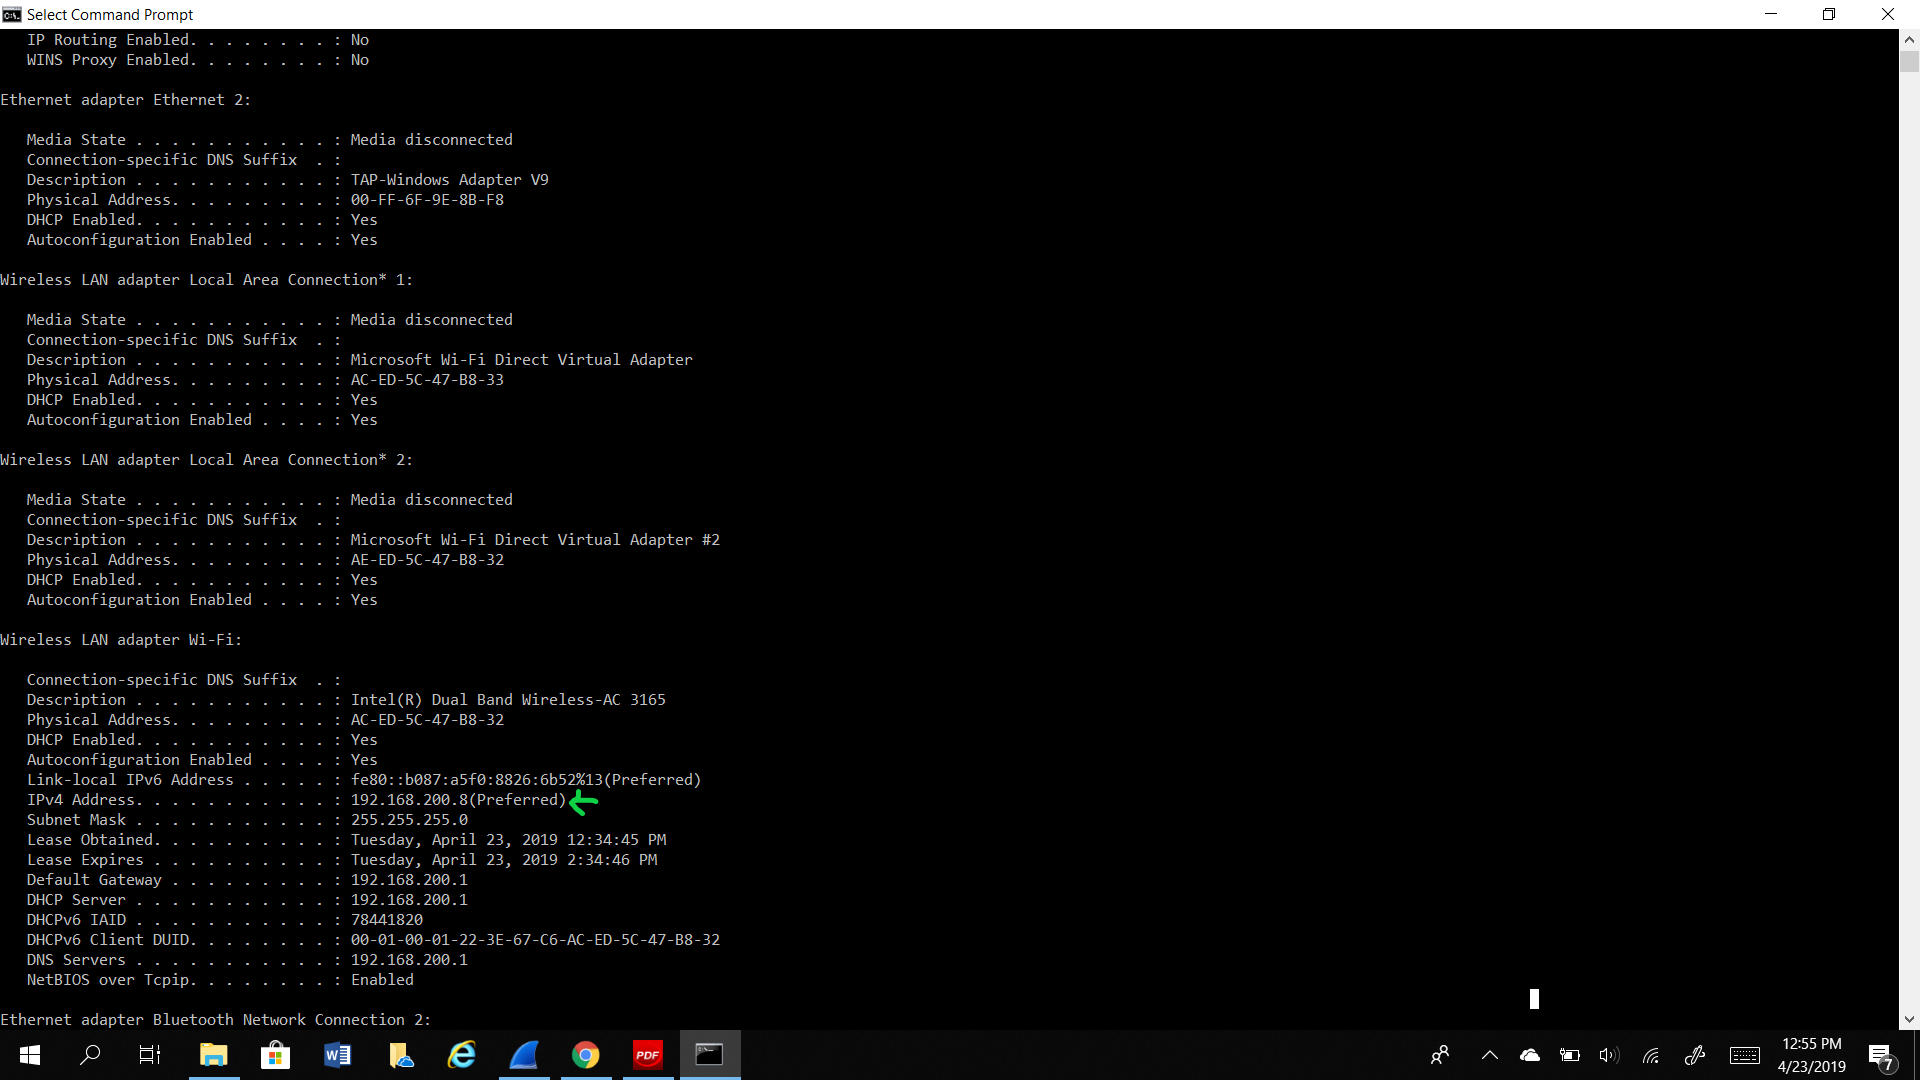 Select Command Prompt
IP Routing Enabled. . . . . . . . : No
WINS Proxy Enabled. . . . . . . . : No
Ethernet adapter Ethernet 2:
Media State . . . . . . . . . . . : Media disconnected
Connection-specific DNS Suffix  . :
Description . . . . . . . . . . . : TAP-Windows Adapter V9
Physical Address. . . . . . . . . : 00-FF-6F-9E-8B-F8
DHCP Enabled. . . . . . . . . . . : Yes
Autoconfiguration Enabled . . . . : Yes
Wireless LAN adapter Local Area Connection* 1:
Media State . . . . . . . . . . . : Media disconnected
Connection-specific DNS Suffix  . :
Description . . . . . . . . . . . : Microsoft Wi-Fi Direct Virtual Adapter
Physical Address. . . . . . . . . : AC-ED-5C-47-B8-33
DHCP Enabled. . . . . . . . . . . : Yes
Autoconfiguration Enabled . . . . : Yes
Wireless LAN adapter Local Area Connection* 2:
Media State . . . . . . . . . . . : Media disconnected
Connection-specific DNS Suffix  . :
Description . . . . . . . . . . . : Microsoft Wi-Fi Direct Virtual Adapter #2
Physical Address. . . . . . . . . : AE-ED-5C-47-B8-32
DHCP Enabled. . . . . . . . . . . : Yes
Autoconfiguration Enabled . . . . : Yes
Wireless LAN adapter Wi-Fi:
Connection-specific DNS Suffix  . :
Description . . . . . . . . . . . : Intel(R) Dual Band Wireless-AC 3165
Physical Address. . . . . . . . . : AC-ED-5C-47-B8-32
DHCP Enabled. . . . . . . . . . . : Yes
Autoconfiguration Enabled . . . . : Yes
Link-local IPv6 Address . . . . . : fe80::b087:a5f0:8826:6b52%13(Preferred)
IPv4 Address. . . . . . . . . . . : 192.168.200.8(Preferred)
Subnet Mask . . . . . . . . . . . : 255.255.255.0
Lease Obtained. . . . . . . . . . : Tuesday, April 23, 2019 12:34:45 PM
Lease Expires . . . . . . . . . . : Tuesday, April 23, 2019 2:34:46 PM
Default Gateway . . . . . . . . . : 192.168.200.1
DHCP Server . . . . . . . . . . . : 192.168.200.1
DHCPv6 IAID . . . . . . . . . . . : 78441820
DHCPv6 Client DUID. . . . . . . . : 00-01-00-01-22-3E-67-C6-AC-ED-5C-47-B8-32
DNS Servers . . . . . . . . . . . : 192.168.200.1
NetBIOS over Tcpip. . . . . . . . : Enabled
Ethernet adapter Bluetooth Network Connection 2:
PDF
12:55 PM
4/23/2019
7